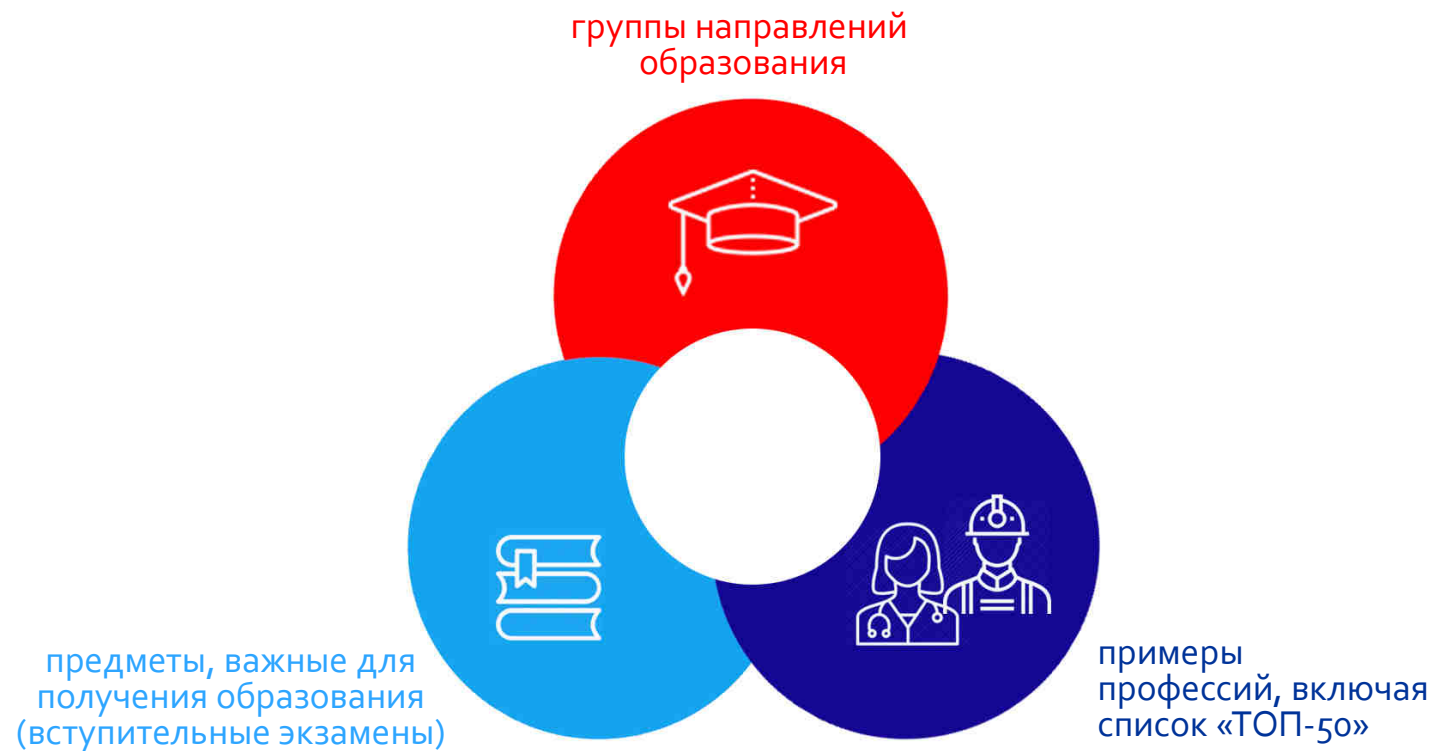 группы направлений
образования
предметы, важные для
получения образования
(вступительные экзамены)
примеры
профессий, включая
список «ТОП-50»